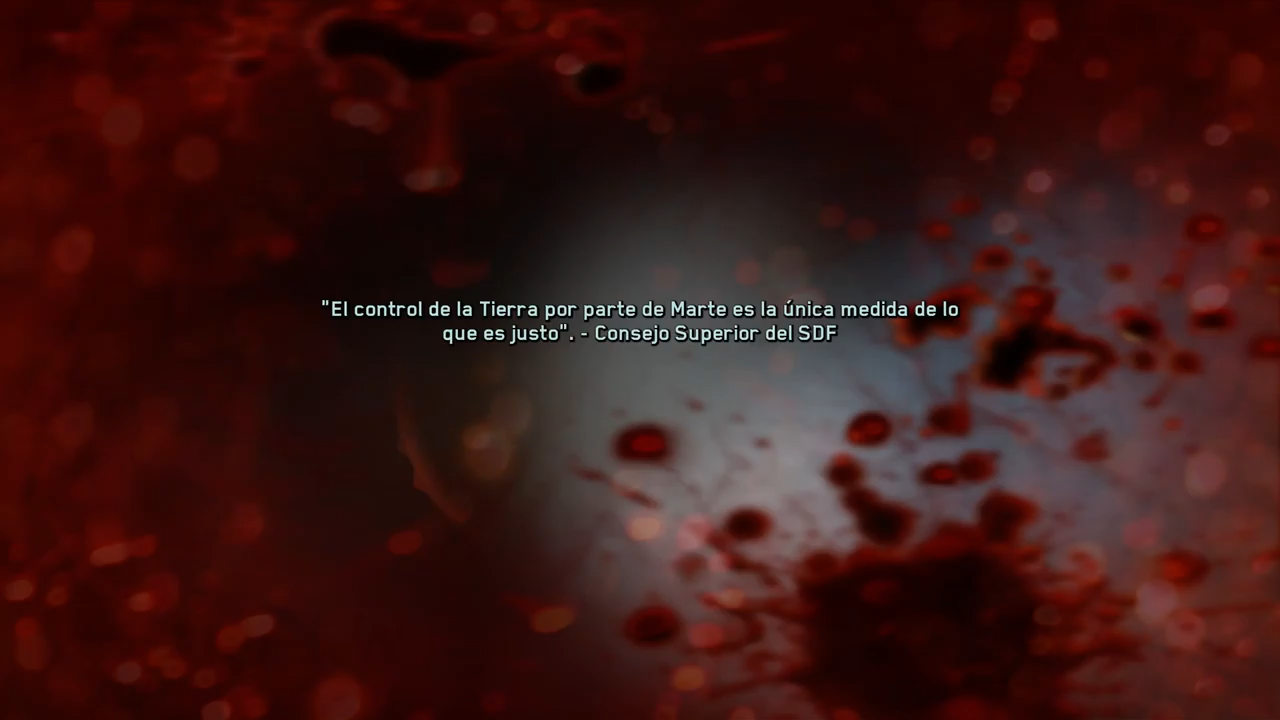 "El control de la Tierra por parte de Marte es la única medida de lo
que es justo". - Consejo Superior del SDF